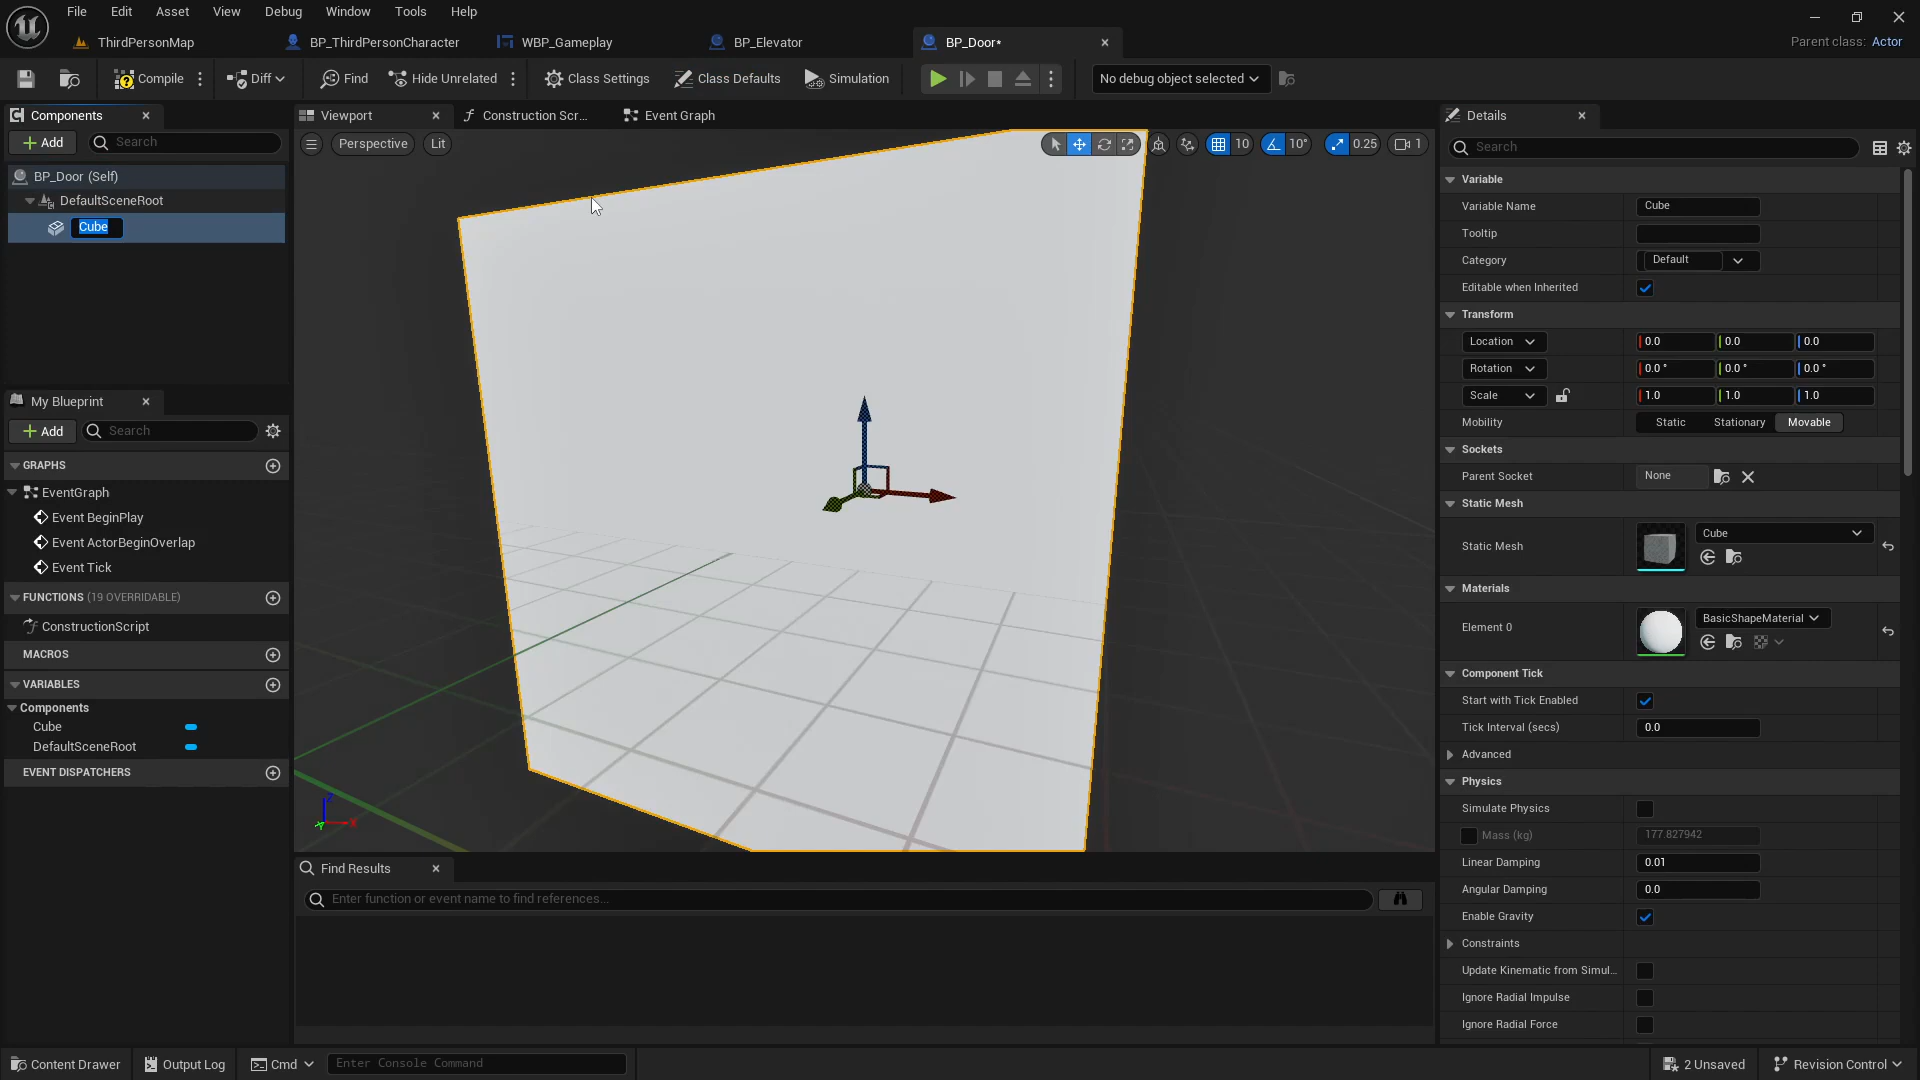 File Edit Asset View Debug Window Tools Help
ThirdPersonMap BP_ThirdPersonCharacter WBP_Gameplay BP_Elevator BP_Door*
Parent class: Actor
Compile Diff Find Hide Unrelated Class Settings Class Defaults Simulation No debug object selected
Components
Add Search
BP_Door (Self)
DefaultSceneRoot
Cube
My Blueprint
Add Search
GRAPHS
EventGraph
Event BeginPlay
Event ActorBeginOverlap
Event Tick
FUNCTIONS (19 OVERRIDABLE)
ConstructionScript
MACROS
VARIABLES
Components
Cube
DefaultSceneRoot
EVENT DISPATCHERS
Viewport Construction Scr... Event Graph
Perspective Lit 10 10° 0.25 1
Z
X
Y
Find Results
Enter function or event name to find references...
Details
Search
Variable
Variable Name Cube
Tooltip
Category Default
Editable when Inherited
Transform
Location 0.0 0.0 0.0
Rotation 0.0 ° 0.0 ° 0.0 °
Scale 1.0 1.0 1.0
Mobility Static Stationary Movable
Sockets
Parent Socket None
Static Mesh
Static Mesh Cube
Materials
Element 0 BasicShapeMaterial
Component Tick
Start with Tick Enabled
Tick Interval (secs) 0.0
Advanced
Physics
Simulate Physics
Mass (kg) 177.827942
Linear Damping 0.01
Angular Damping 0.0
Enable Gravity
Constraints
Update Kinematic from Simul...
Ignore Radial Impulse
Ignore Radial Force
Content Drawer Output Log Cmd Enter Console Command 2 Unsaved Revision Control